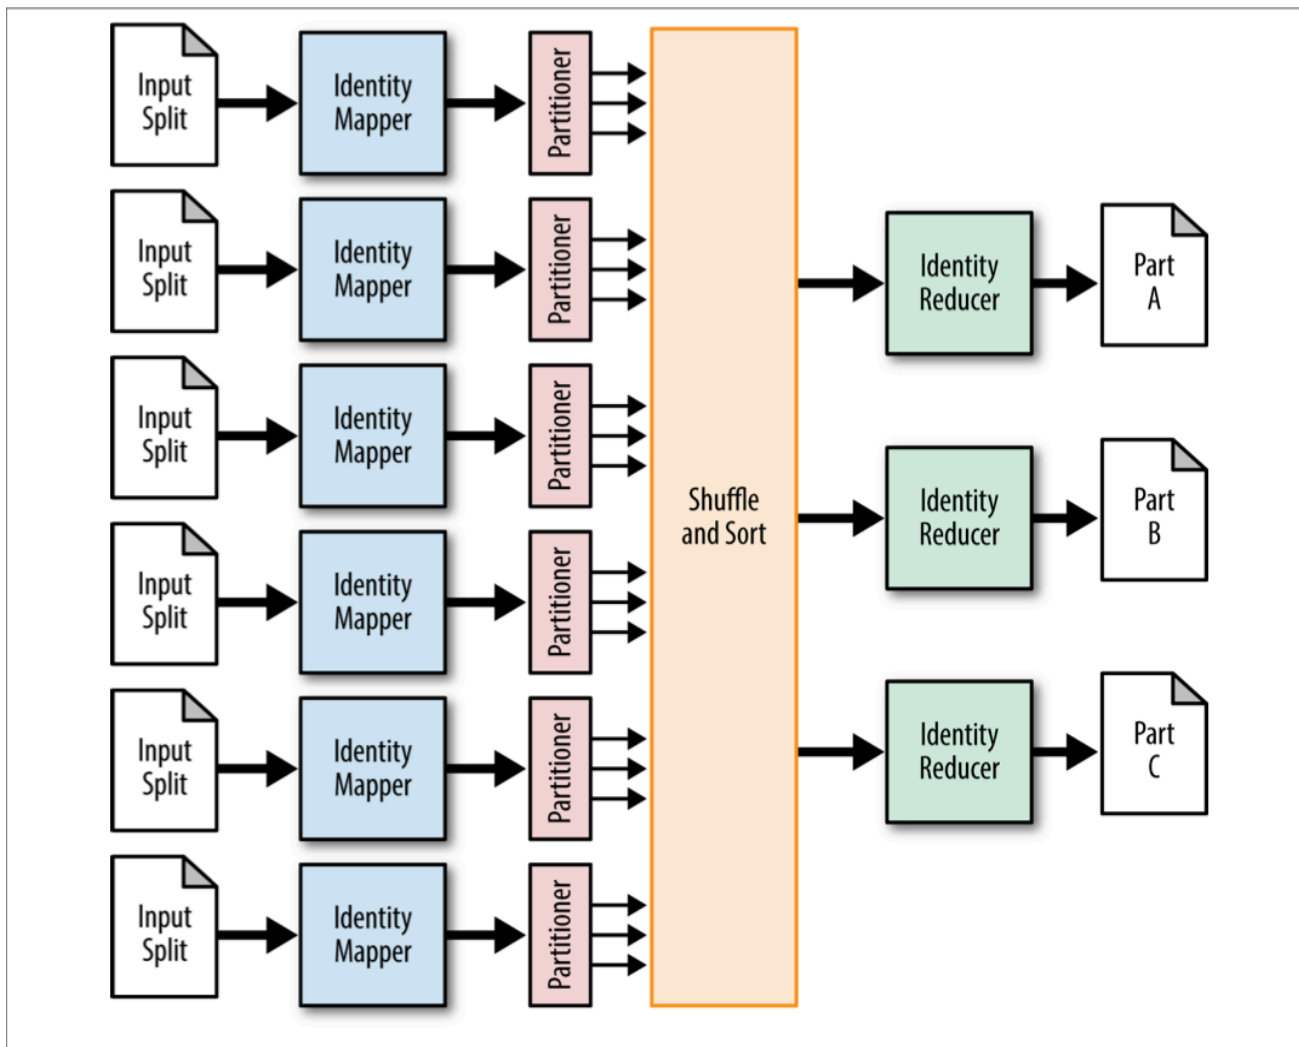 Input
Split
Identity
Mapper
Partitioner
Input
Split
Identity
Mapper
Partitioner
Input
Split
Identity
Mapper
Partitioner
Input
Split
Identity
Mapper
Partitioner
Input
Split
Identity
Mapper
Partitioner
Input
Split
Identity
Mapper
Partitioner
Shuffle
and Sort
Identity
Reducer
Part
A
Identity
Reducer
Part
B
Identity
Reducer
Part
C